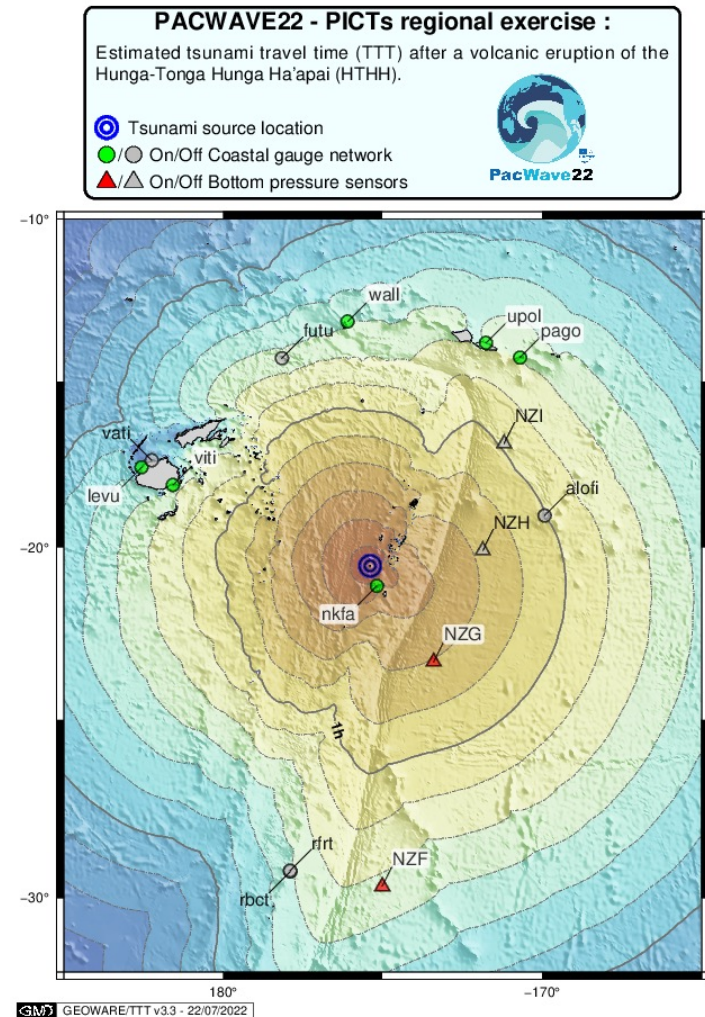 PACWAVE22 - PICTs regional exercise :
Estimated tsunami travel time (TTT) after a volcanic eruption of the
Hunga-Tonga Hunga Ha'apai (HTHH).
Tsunami source location
On/Off Coastal gauge network
On/Off Bottom pressure sensors
PacWave22
−10°
wall
upol
futu
pago
NZI
vati
viti
levu
alofi
NZH
−20°
nkfa
NZG
1h
rfrt
NZF
rbct
−30°
180°
−170°
GMD GEOWARE/TTT v3.3 - 22/07/2022